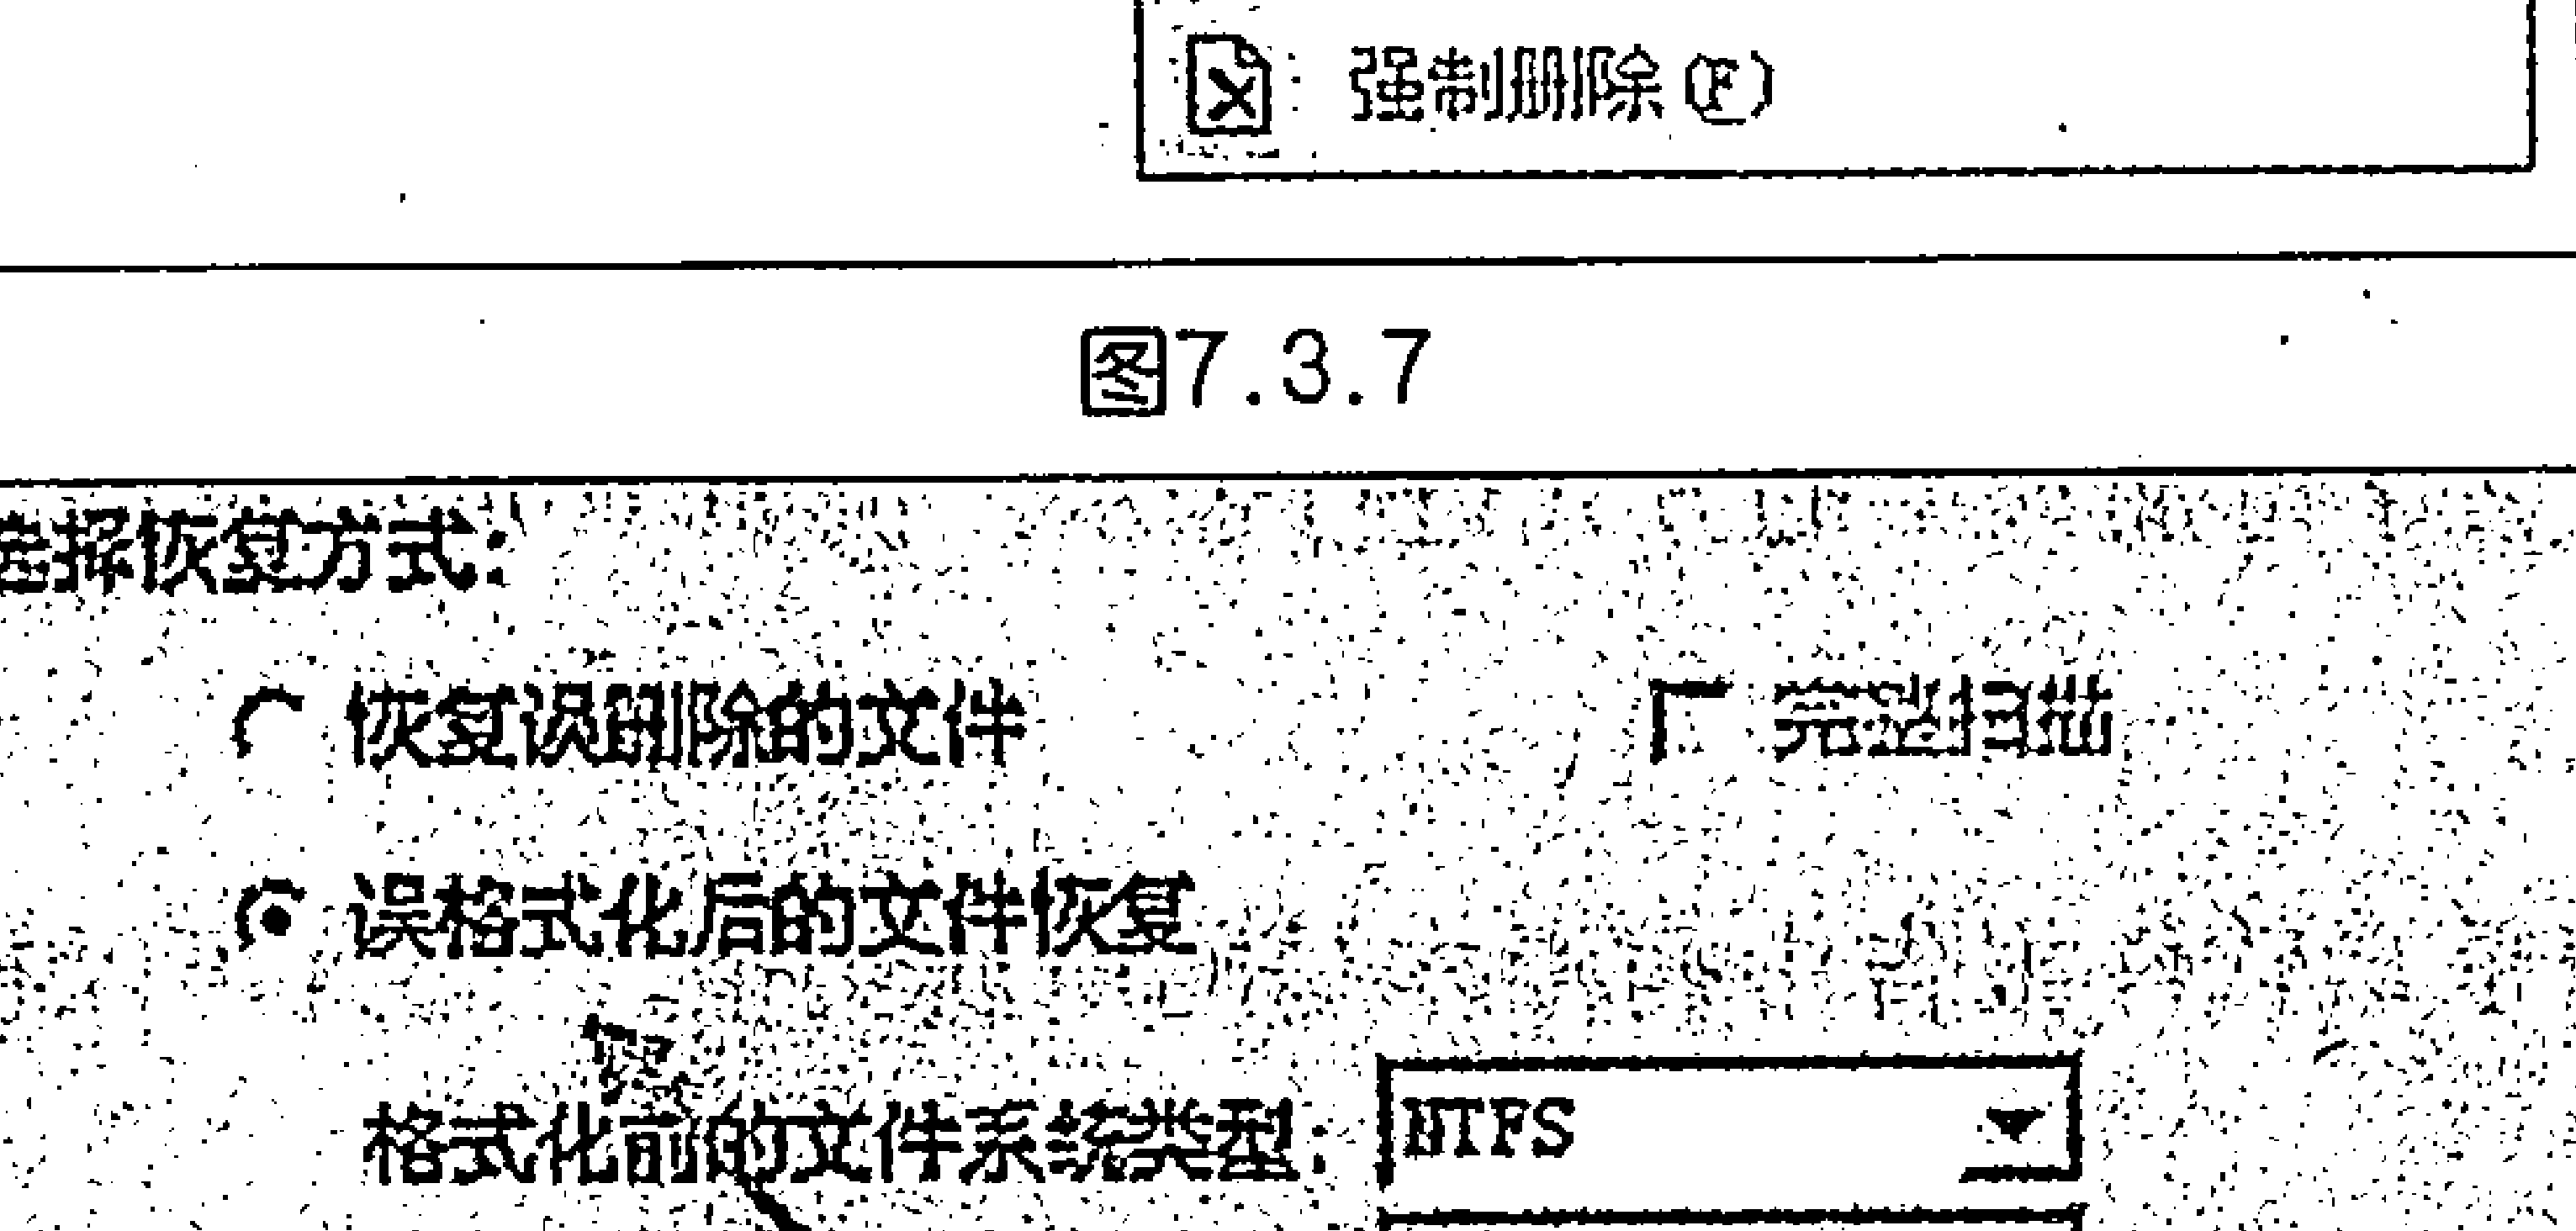 强制删除(F)
图7.3.7
选择恢复方式:
恢复误删除的文件
完整扫描
误格式化后的文件恢复
格式化前的文件系统类型: NTFS